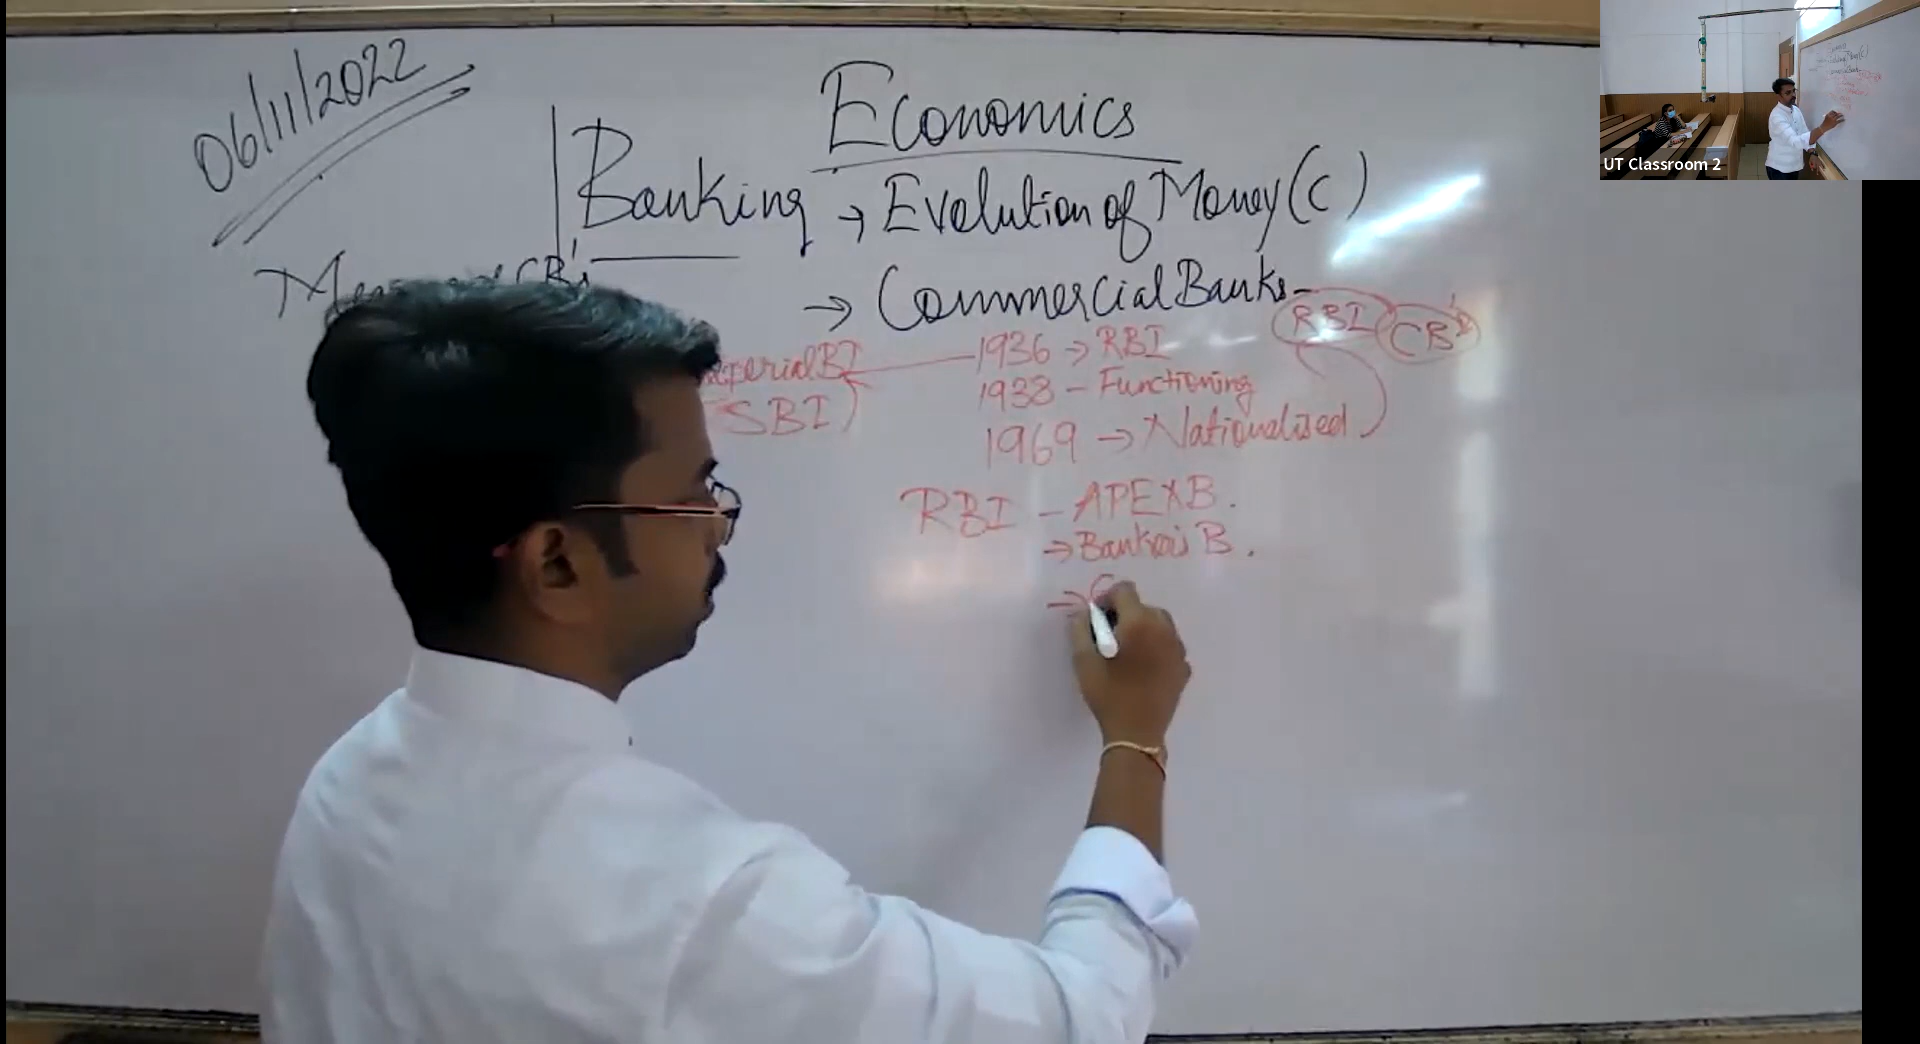 06/11/2022
Economics
Banking → Evolution of Money (C)
→ Commercial Banks -
RBI CB's
BI 1936 → RBI
1938 - Functioning
(SBI)
1969 → Nationalised
RBI - APEX B.
→ Banker's B.
→
UT Classroom 2